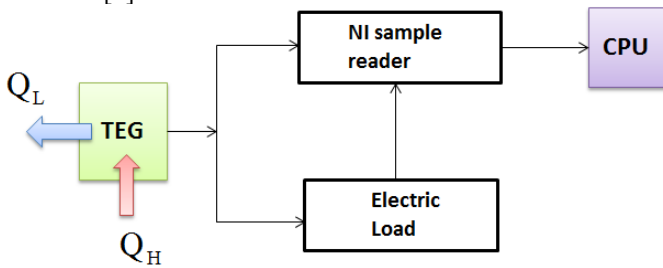 NI sample
reader
CPU
Q_L
TEG
Electric
Load
Q_H